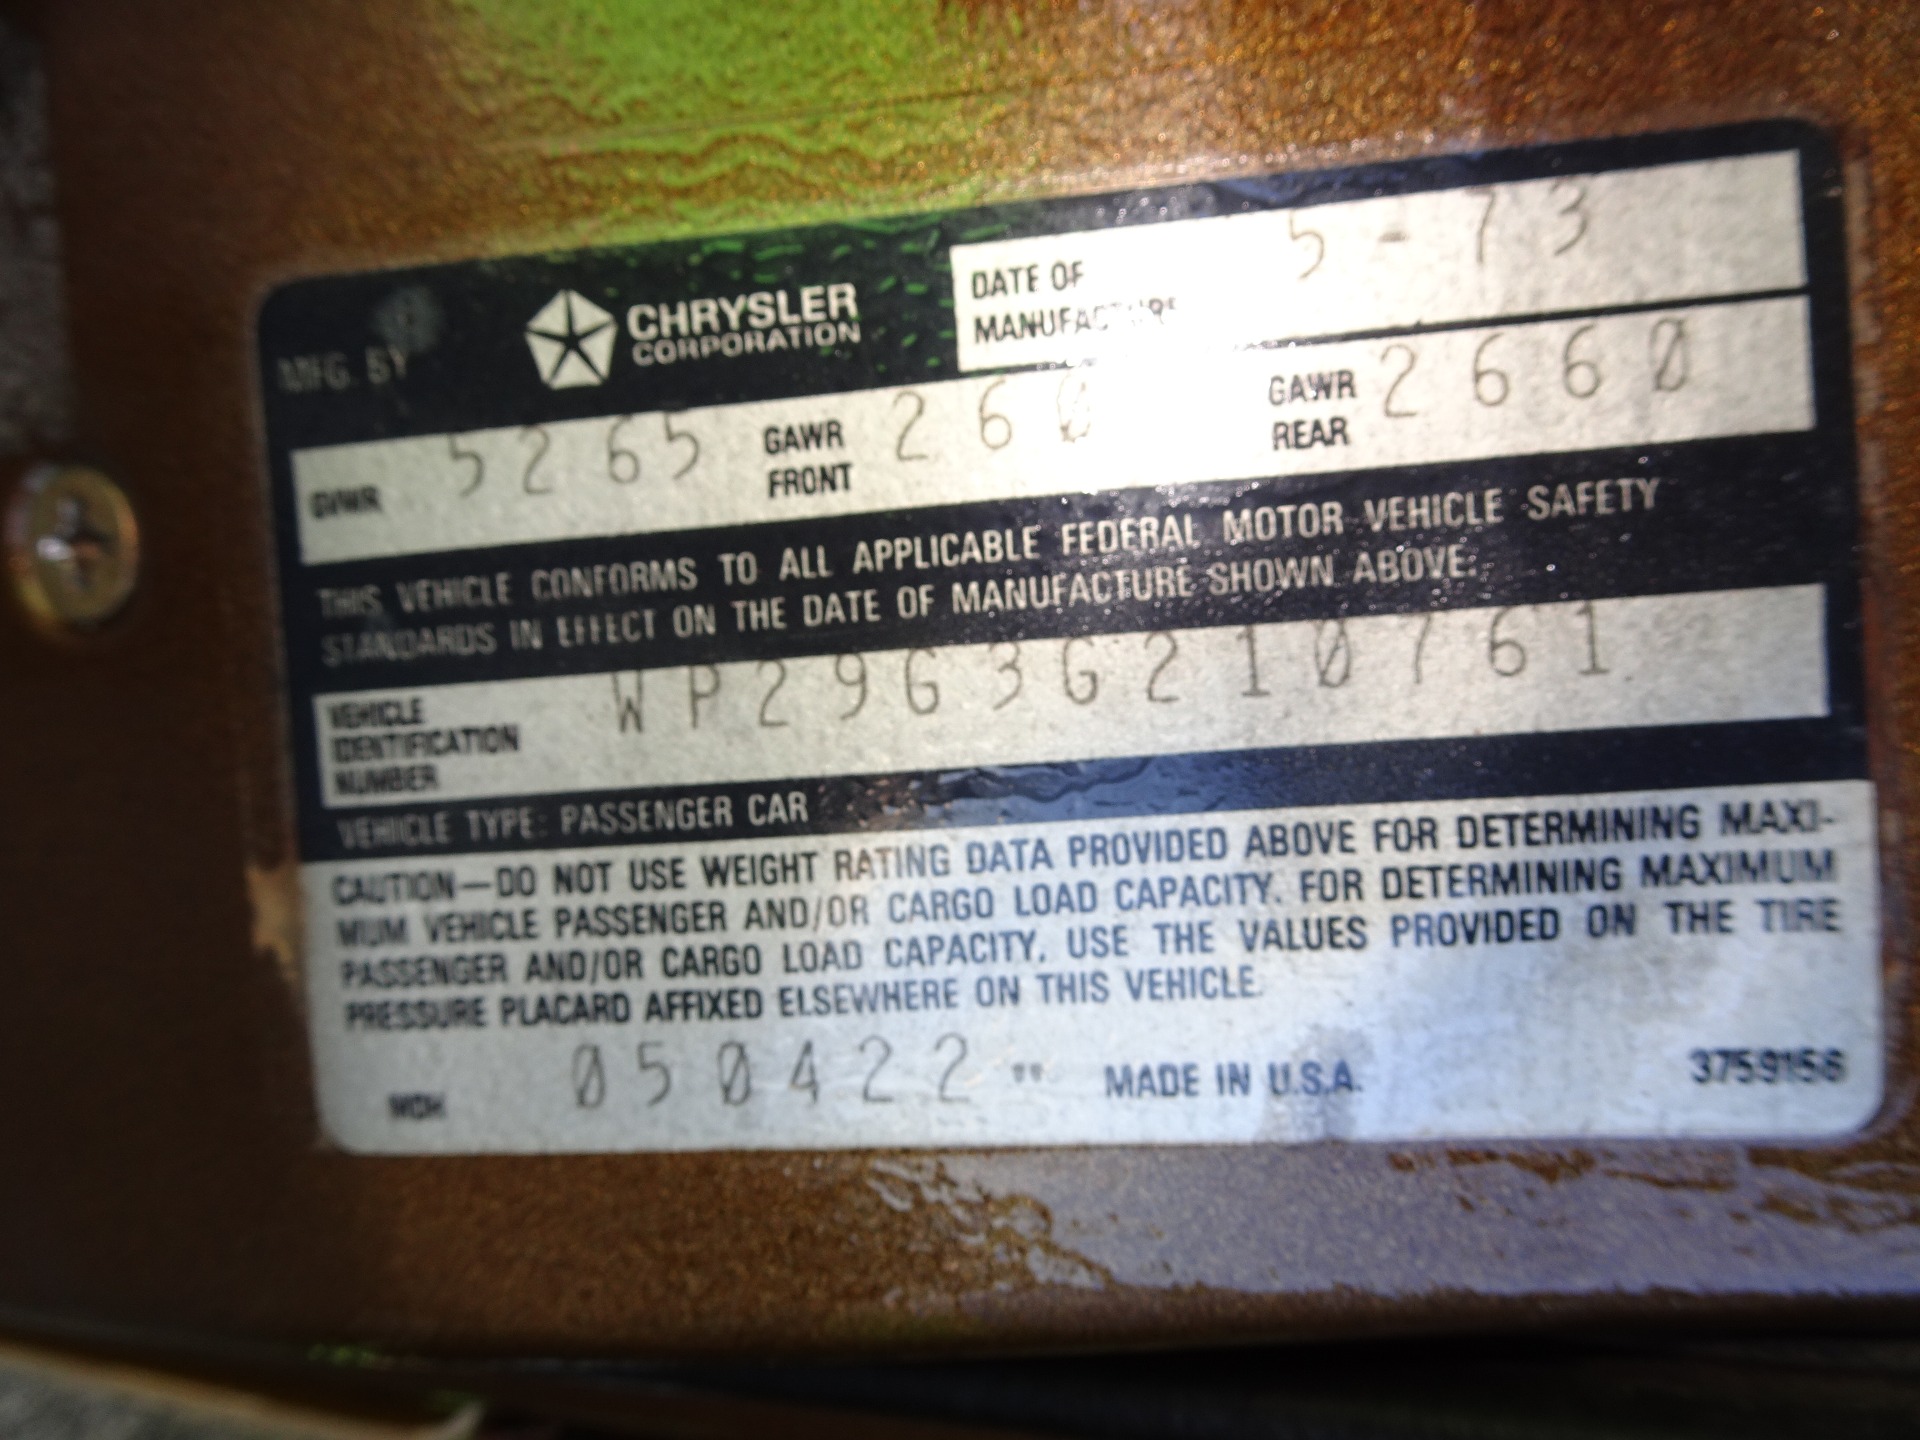 MFG. BY CHRYSLER CORPORATION
DATE OF MANUFACTURE 5-73
GVWR 5265 GAWR FRONT 260 GAWR REAR 2660
THIS VEHICLE CONFORMS TO ALL APPLICABLE FEDERAL MOTOR VEHICLE SAFETY
STANDARDS IN EFFECT ON THE DATE OF MANUFACTURE SHOWN ABOVE.
VEHICLE IDENTIFICATION NUMBER WP29G3G210761
VEHICLE TYPE: PASSENGER CAR
CAUTION—DO NOT USE WEIGHT RATING DATA PROVIDED ABOVE FOR DETERMINING MAXI-
MUM VEHICLE PASSENGER AND/OR CARGO LOAD CAPACITY. FOR DETERMINING MAXIMUM
PASSENGER AND/OR CARGO LOAD CAPACITY, USE THE VALUES PROVIDED ON THE TIRE
PRESSURE PLACARD AFFIXED ELSEWHERE ON THIS VEHICLE.
MDH 050422 " MADE IN U.S.A. 3759156